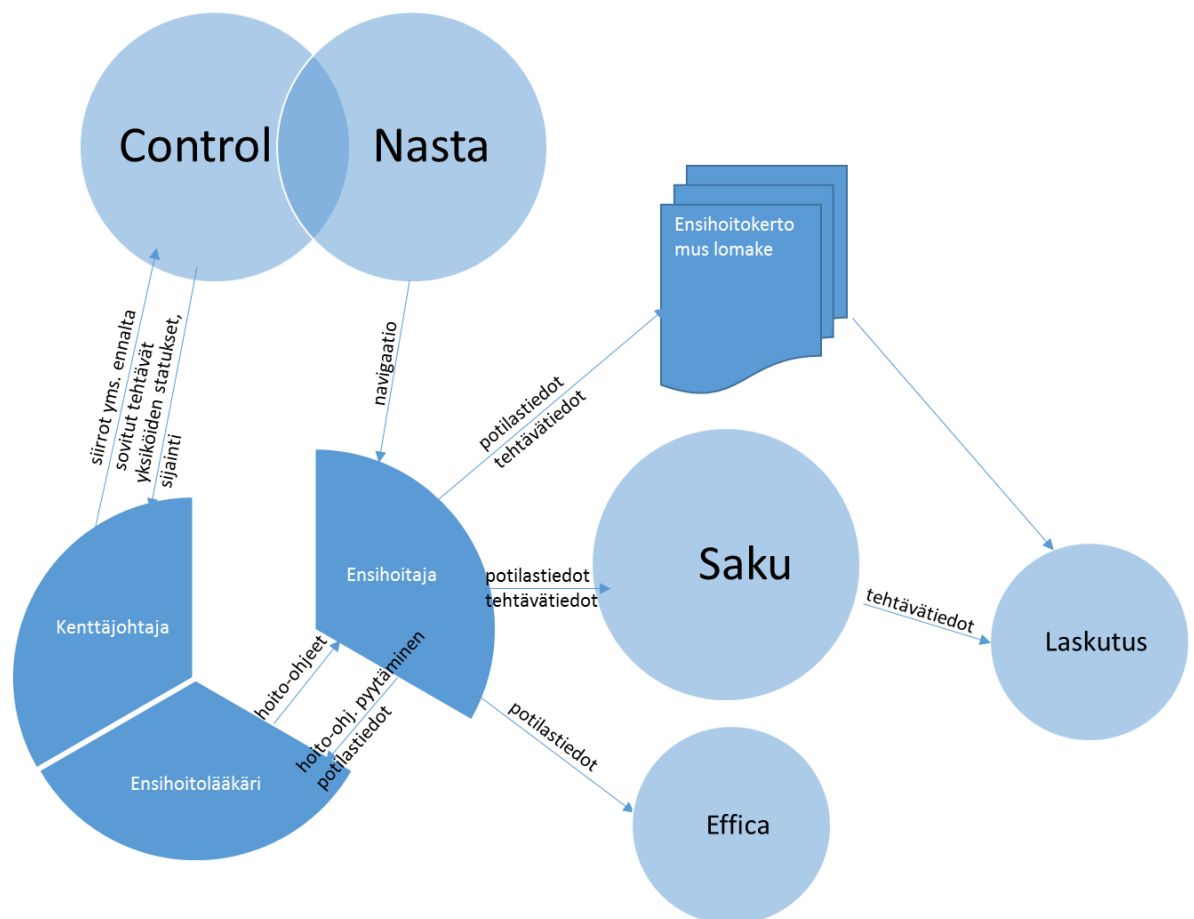 Control
Nasta
Ensihoitokerto
mus lomake
siirrot yms. ennalta
sovitut tehtävät
yksiköiden statukset,
sijainti
navigaatio
potilastiedot
tehtävätiedot
Ensihoitaja
potilastiedot
tehtävätiedot
Saku
tehtävätiedot
Laskutus
Kenttäjohtaja
hoito-ohjeet
hoito-ohj. pyytäminen
potilastiedot
potilastiedot
Ensihoitolääkäri
Effica